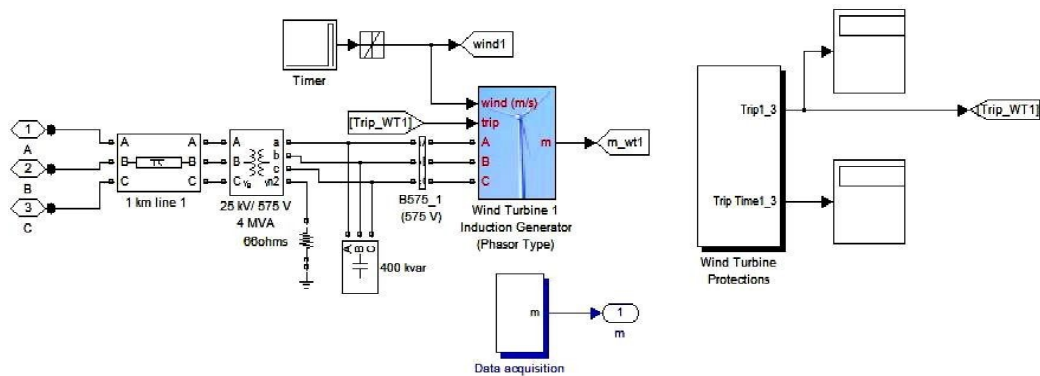 wind1
Timer
wind (m/s)
[Trip_WT1]
trip
Trip1_3
[Trip_WT1]
1
A
A
A
A
a
A
m
m_wt1
A
2
B
B
B
b
B
B
c
3
C
C
C
yn2
C
C
1 km line 1
25 kV/ 575 V
4 MVA
66ohms
B575_1
(575 V)
Wind Turbine 1
Induction Generator
(Phasor Type)
Trip Time1_3
A
B
C
400 kvar
Wind Turbine
Protections
m
1
m
Data acquisition